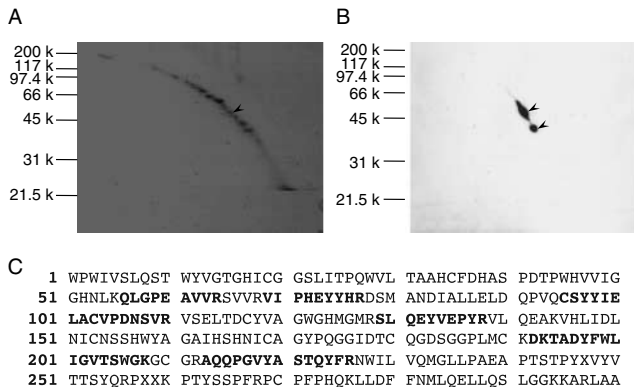 A
200 k
117 k
97.4 k
66 k
45 k
31 k
21.5 k
B
200 k
117 k
97.4 k
66 k
45 k
31 k
21.5 k
C
1 WPWIVSLQST WYVGTGHICG GSLITPQWVL TAAHCFDHAS PDTPWHVVIG
51 GHNLKQLGPE AVVRSVVRVI PHEYYHRDSM ANDIALLELD QPVQCSYYIE
101 LACVPDNSVR VSELTDCYVA GWGHMGMRSL QEYVEPYRVL QEAKVHLIDL
151 NICNSSHWYA GAIHSHNICA GYPQGGIDTC QGDSGGPLMC KDKTADYFWL
201 IGVTSWGKGC GRAQQPGVYA STQYFRNWIL VQMGLLPAEA TPSTPYXVYV
251 TTSYQRPXXK PTYSSPFRPC PFPHQKLLDF FNMLQELLQS LGKKARLAA